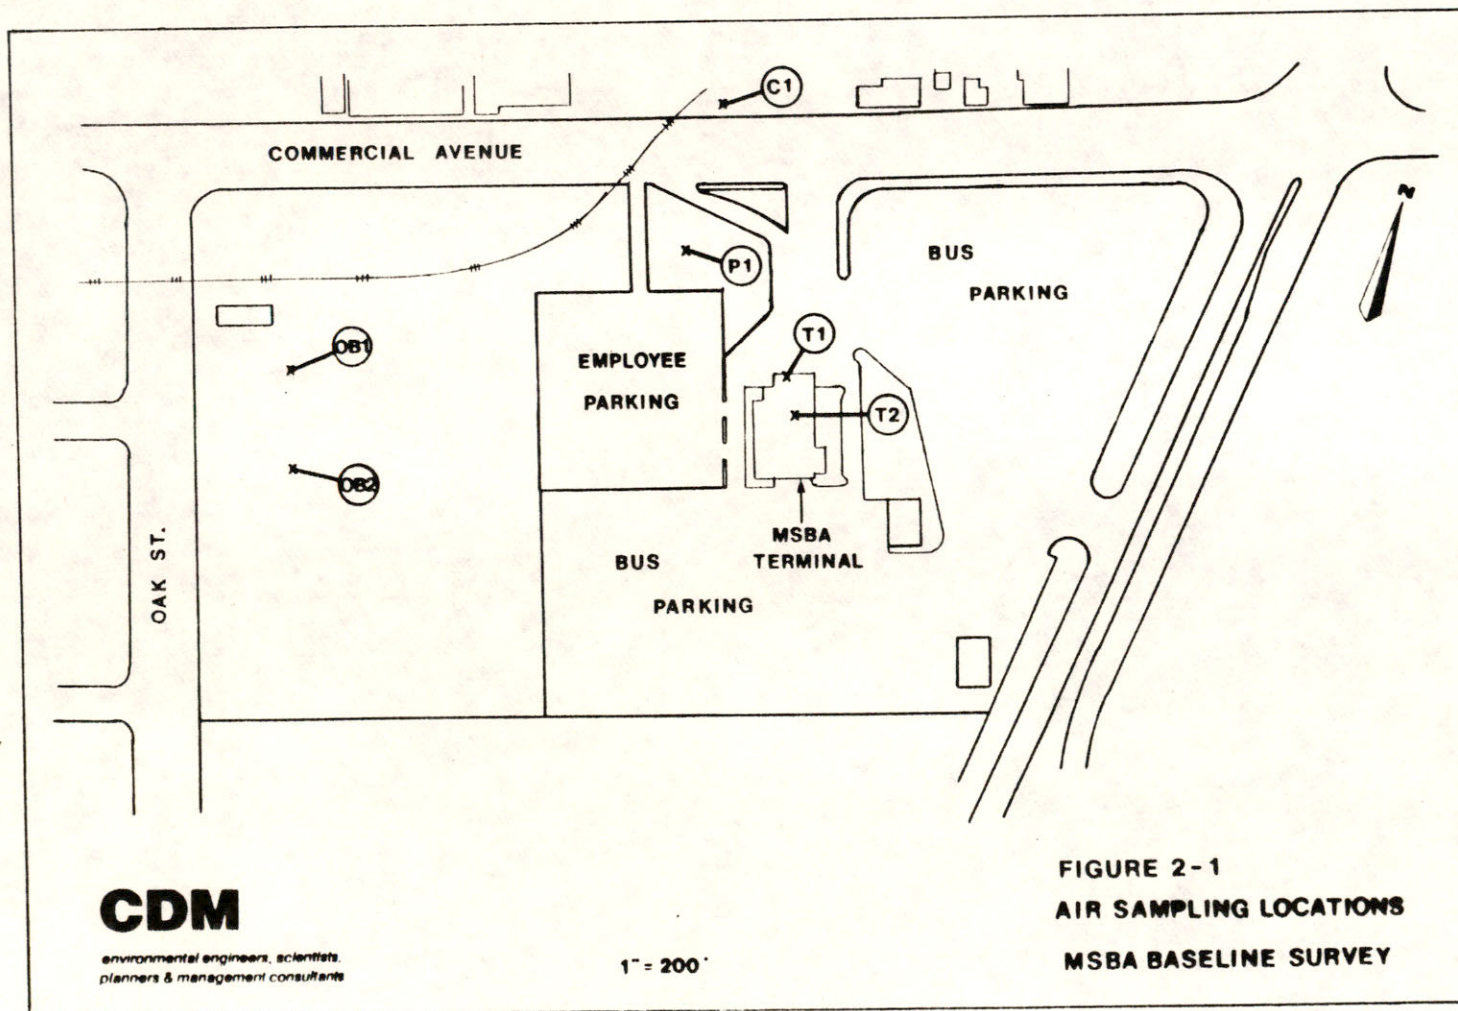 C1
COMMERCIAL AVENUE
N
P1
BUS
PARKING
OB1
T1
EMPLOYEE
PARKING
T2
OB2
MSBA
TERMINAL
BUS
PARKING
OAK ST.
FIGURE 2-1
AIR SAMPLING LOCATIONS
MSBA BASELINE SURVEY
CDM
environmental engineers, scientists,
planners & management consultants
1" = 200'